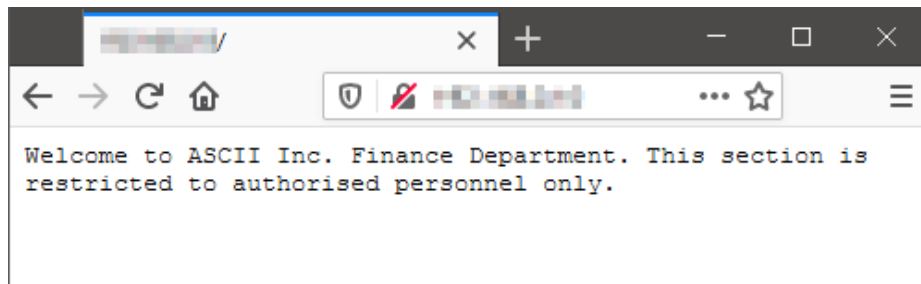 /
Welcome to ASCII Inc. Finance Department. This section is
restricted to authorised personnel only.